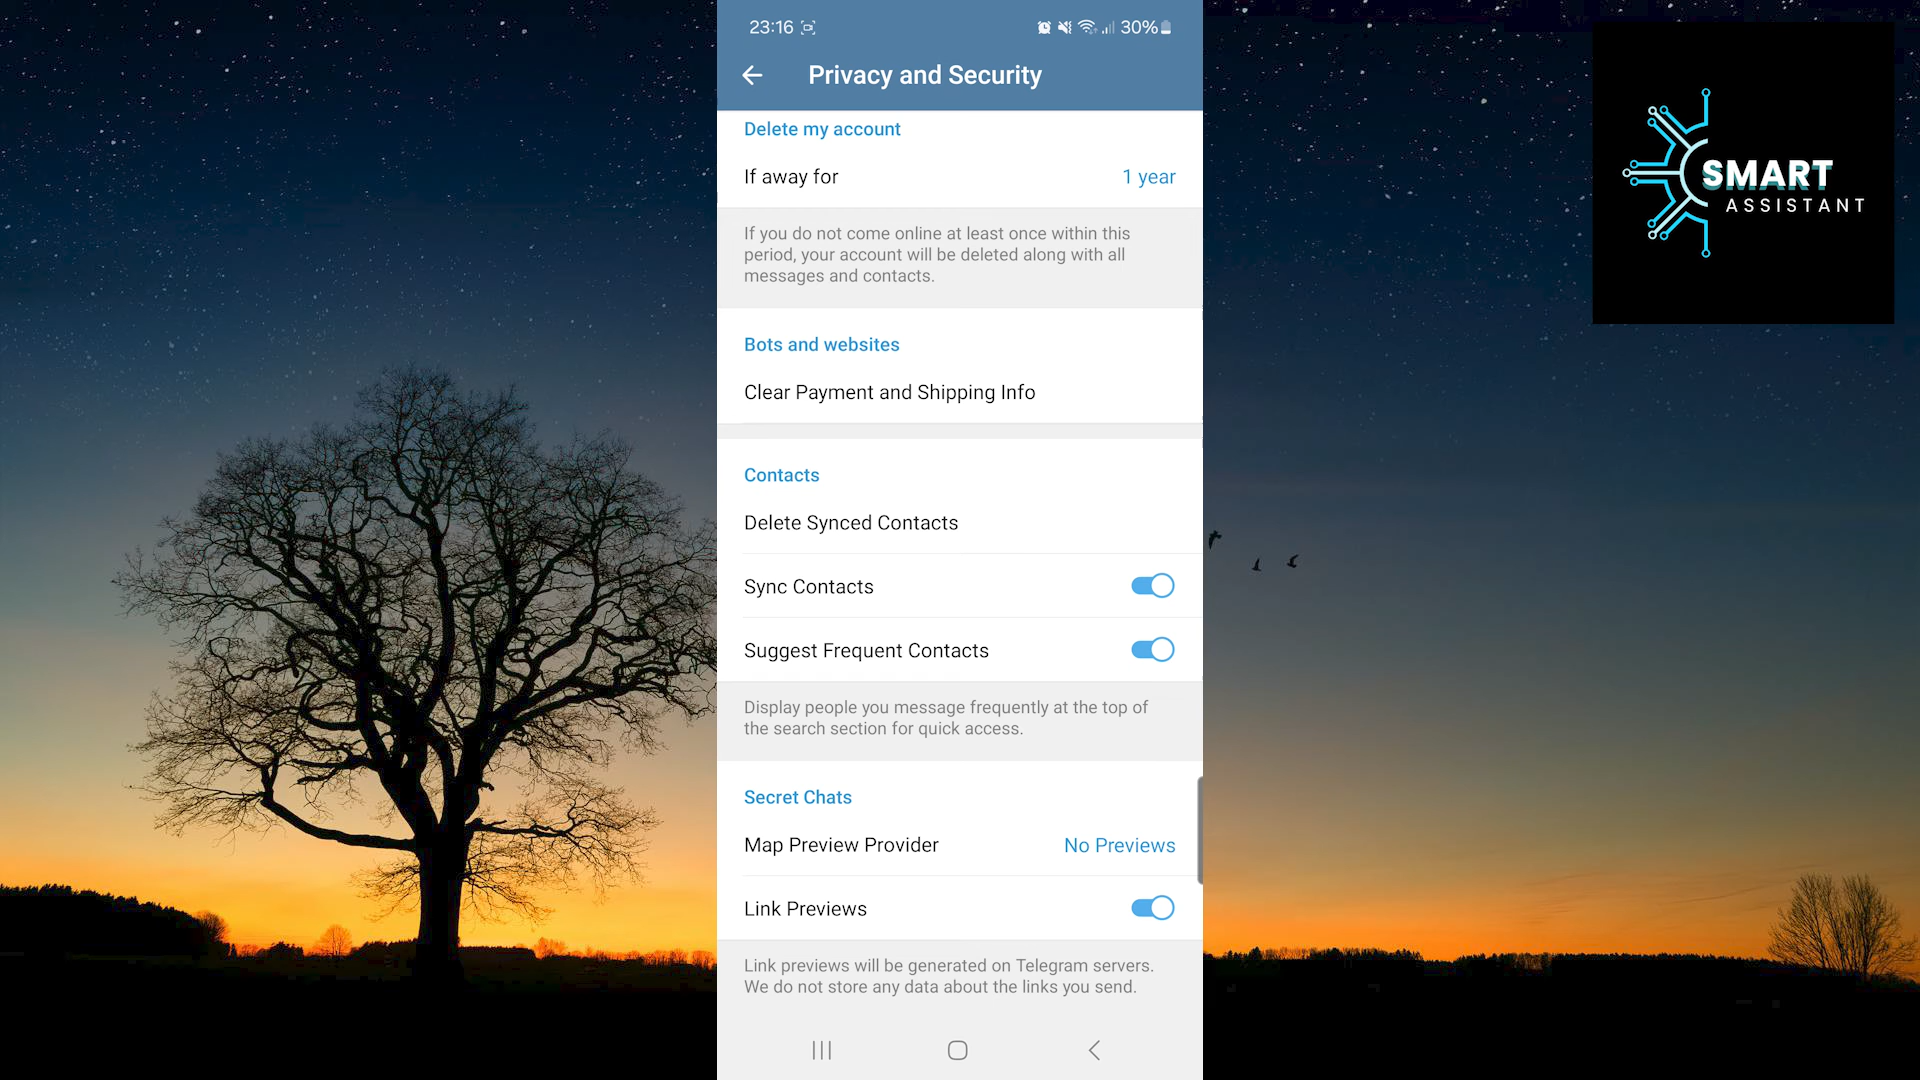 23:16
30%
Privacy and Security
Delete my account
If away for
1 year
If you do not come online at least once within this
period, your account will be deleted along with all
messages and contacts.
Bots and websites
Clear Payment and Shipping Info
Contacts
Delete Synced Contacts
Sync Contacts
Suggest Frequent Contacts
Display people you message frequently at the top of
the search section for quick access.
Secret Chats
Map Preview Provider
No Previews
Link Previews
Link previews will be generated on Telegram servers.
We do not store any data about the links you send.
SMART
ASSISTANT